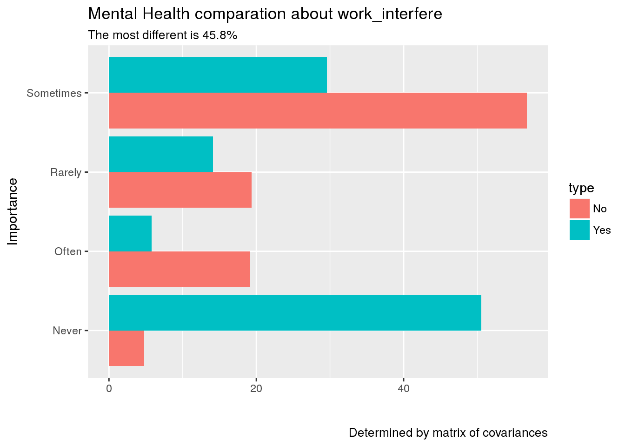 Mental Health comparation about work_interfere
The most different is 45.8%
Importance
Sometimes
Rarely
Often
Never
0 20 40
Determined by matrix of covariances
type
No
Yes